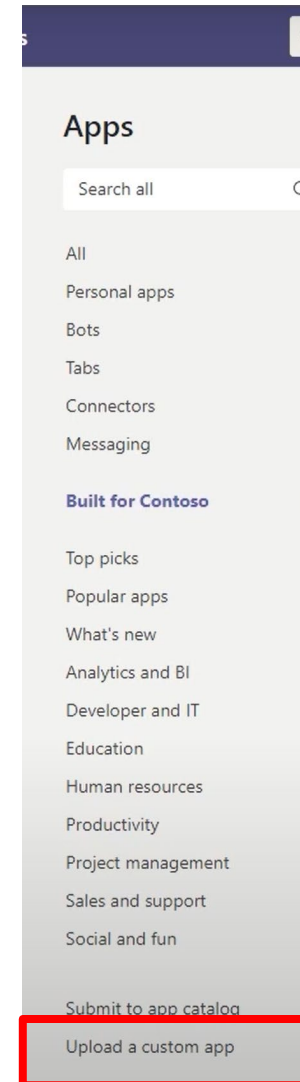 s
Apps
Search all
All
Personal apps
Bots
Tabs
Connectors
Messaging
Built for Contoso
Top picks
Popular apps
What's new
Analytics and BI
Developer and IT
Education
Human resources
Productivity
Project management
Sales and support
Social and fun
Submit to app catalog
Upload a custom app